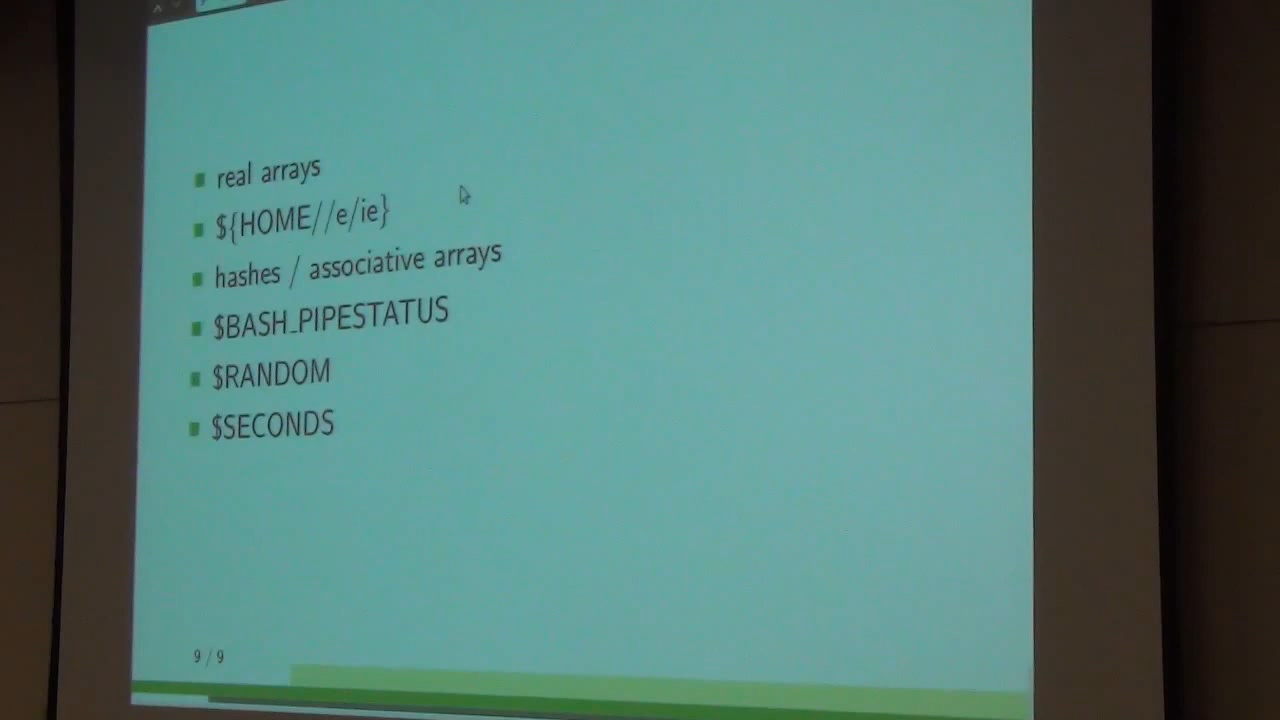 real arrays
${HOME//e/ie}
hashes / associative arrays
$BASH_PIPESTATUS
$RANDOM
$SECONDS
9 / 9